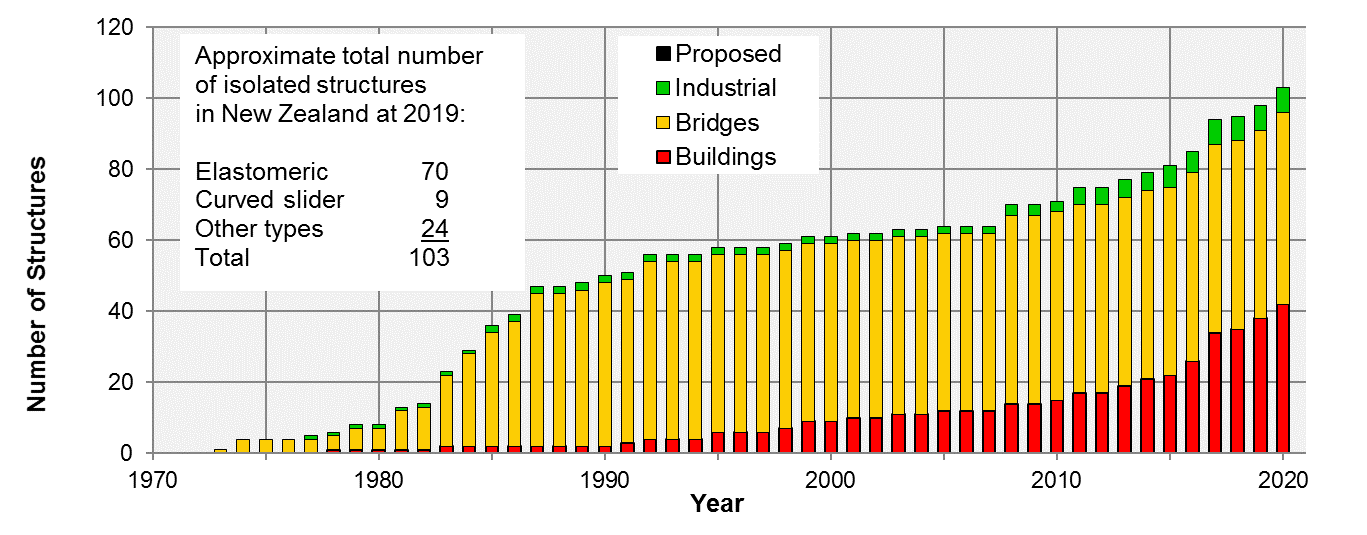 120
100
80
60
40
20
0
Number of Structures
Approximate total number
of isolated structures
in New Zealand at 2019:
Elastomeric 70
Curved slider 9
Other types 24
Total 103
Proposed
Industrial
Bridges
Buildings
1970 1980 1990 2000 2010 2020
Year